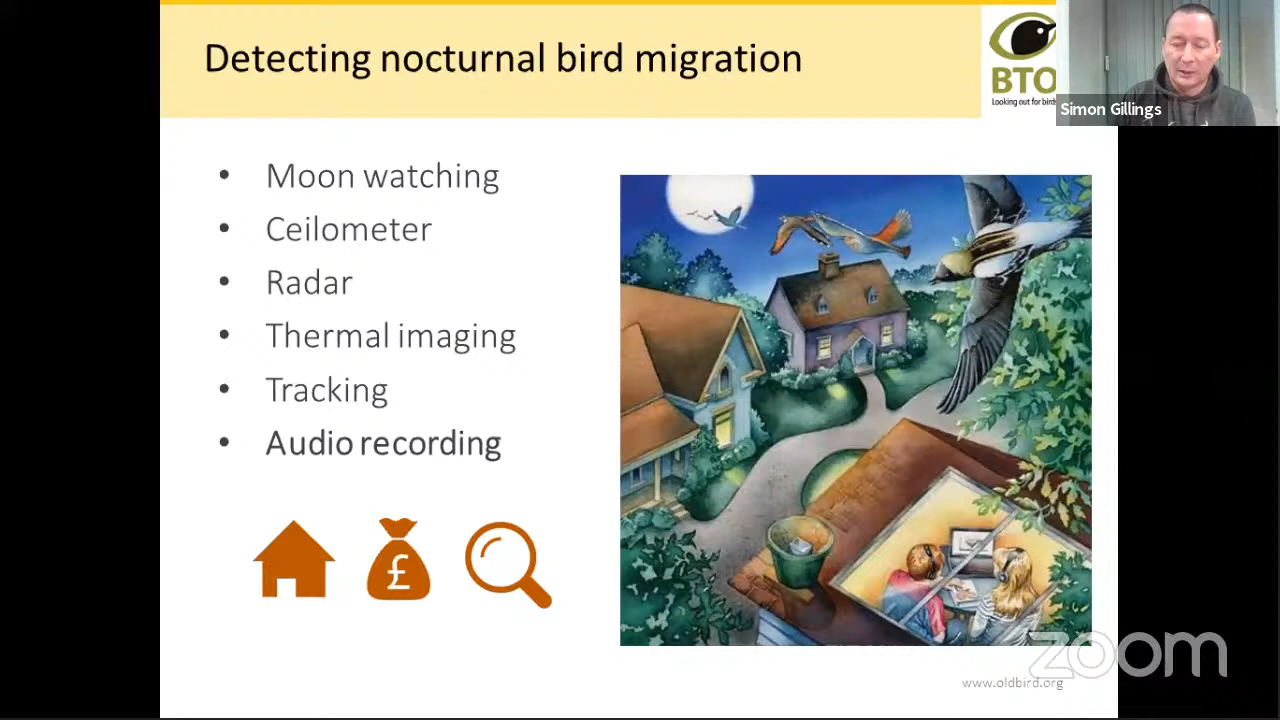 Detecting nocturnal bird migration
BTO
Looking out for birds
Simon Gillings
• Moon watching
• Ceilometer
• Radar
• Thermal imaging
• Tracking
• Audio recording
£
zoom
www.oldbird.org